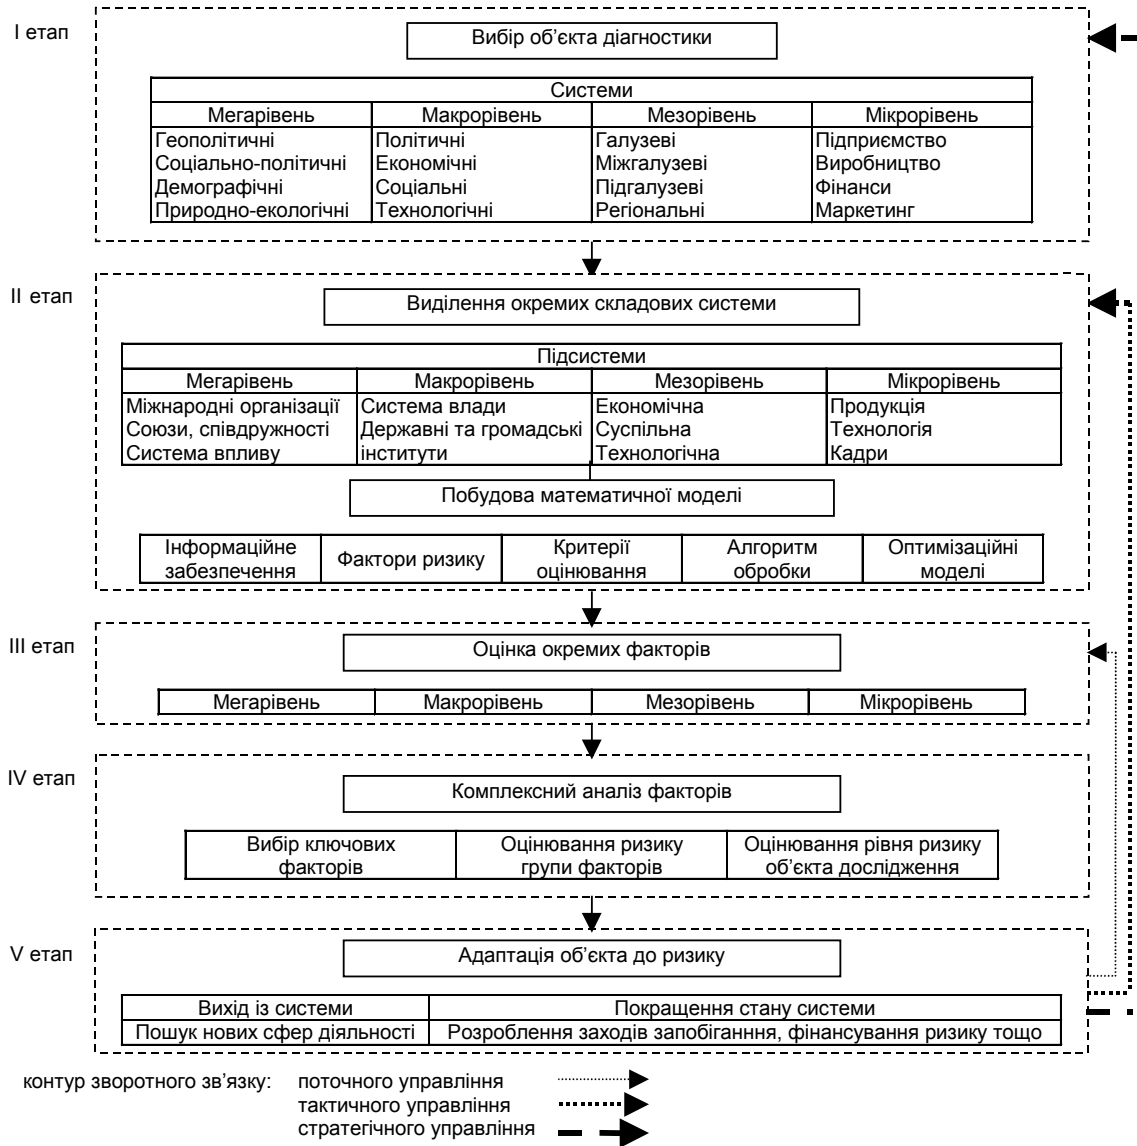 I етап
Вибір об’єкта діагностики
Системи
Мегарівень Макрорівень Мезорівень Мікрорівень
Геополітичні Політичні Галузеві Підприємство
Соціально-політичні Економічні Міжгалузеві Виробництво
Демографічні Соціальні Підгалузеві Фінанси
Природно-екологічні Технологічні Регіональні Маркетинг
II етап
Виділення окремих складових системи
Підсистеми
Мегарівень Макрорівень Мезорівень Мікрорівень
Міжнародні організації Система влади Економічна Продукція
Союзи, співдружності Державні та громадські Суспільна Технологія
Система впливу інститути Технологічна Кадри
Побудова математичної моделі
Інформаційне забезпечення Фактори ризику Критерії оцінювання Алгоритм обробки Оптимізаційні моделі
III етап
Оцінка окремих факторів
Мегарівень Макрорівень Мезорівень Мікрорівень
IV етап
Комплексний аналіз факторів
Вибір ключових Оцінювання ризику Оцінювання рівня ризику
факторів групи факторів об’єкта дослідження
V етап
Адаптація об’єкта до ризику
Вихід із системи Покращення стану системи
Пошук нових сфер діяльності Розроблення заходів запобіганння, фінансування ризику тощо
контур зворотного зв’язку: поточного управління
тактичного управління
стратегічного управління